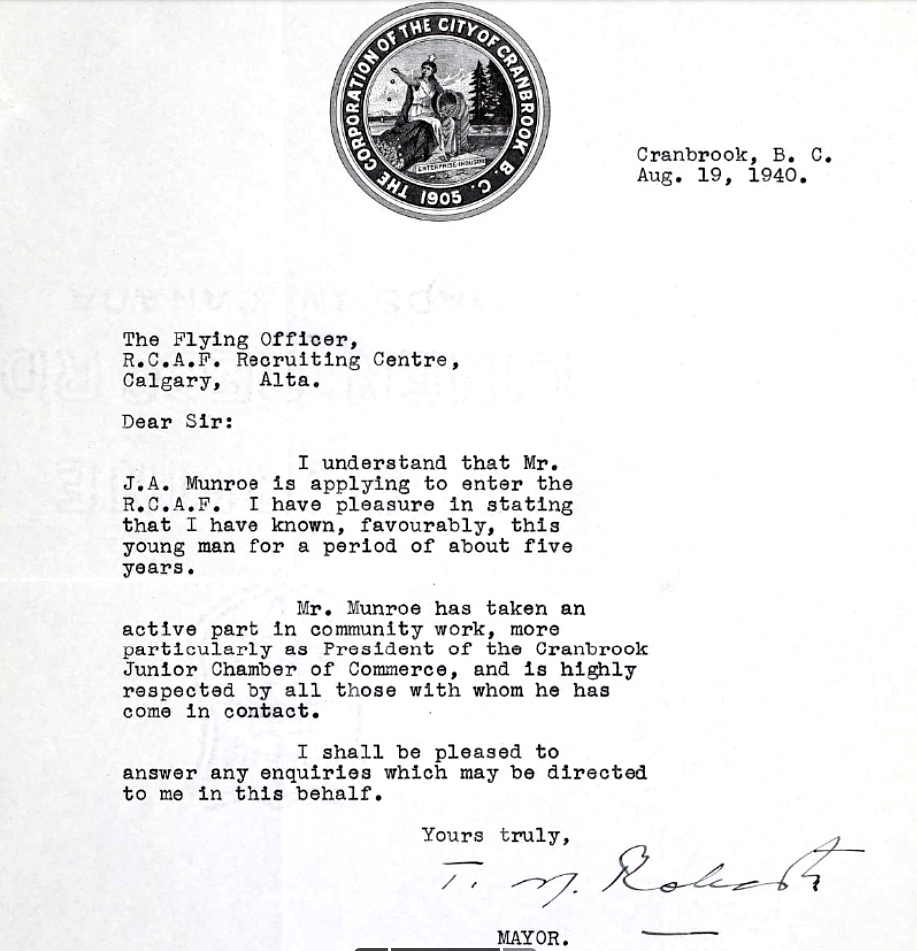 THE CORPORATION OF THE CITY OF CRANBROOK B. C.
ENTERPRISE INDUSTRY
1905
Cranbrook, B. C.
Aug. 19, 1940.
The Flying Officer,
R.C.A.F. Recruiting Centre,
Calgary, Alta.
Dear Sir:
I understand that Mr.
J.A. Munroe is applying to enter the
R.C.A.F. I have pleasure in stating
that I have known, favourably, this
young man for a period of about five
years.
Mr. Munroe has taken an
active part in community work, more
particularly as President of the Cranbrook
Junior Chamber of Commerce, and is highly
respected by all those with whom he has
come in contact.
I shall be pleased to
answer any enquiries which may be directed
to me in this behalf.
Yours truly,
T. M. Roberts
MAYOR.